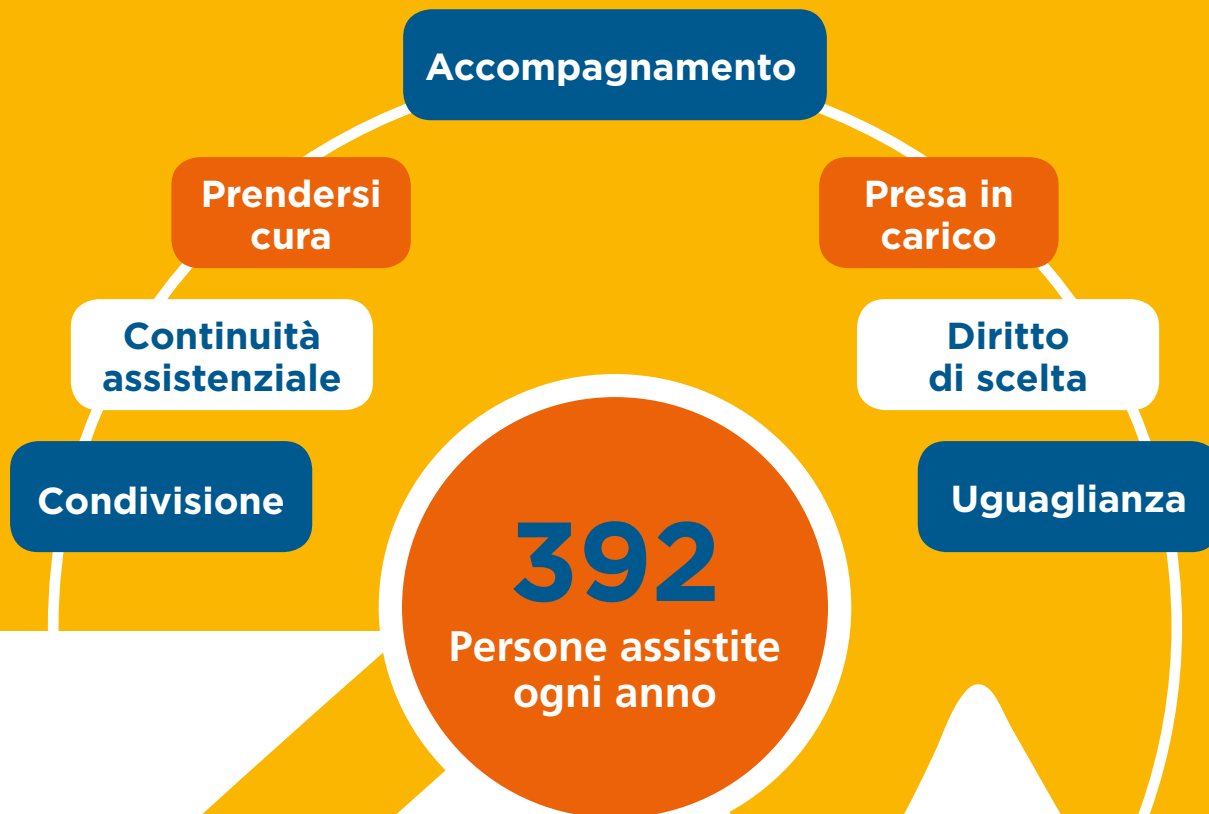 Accompagnamento
Prendersi
cura
Presa in
carico
Continuità
assistenziale
Diritto
di scelta
Condivisione
Uguaglianza
392
Persone assistite
ogni anno